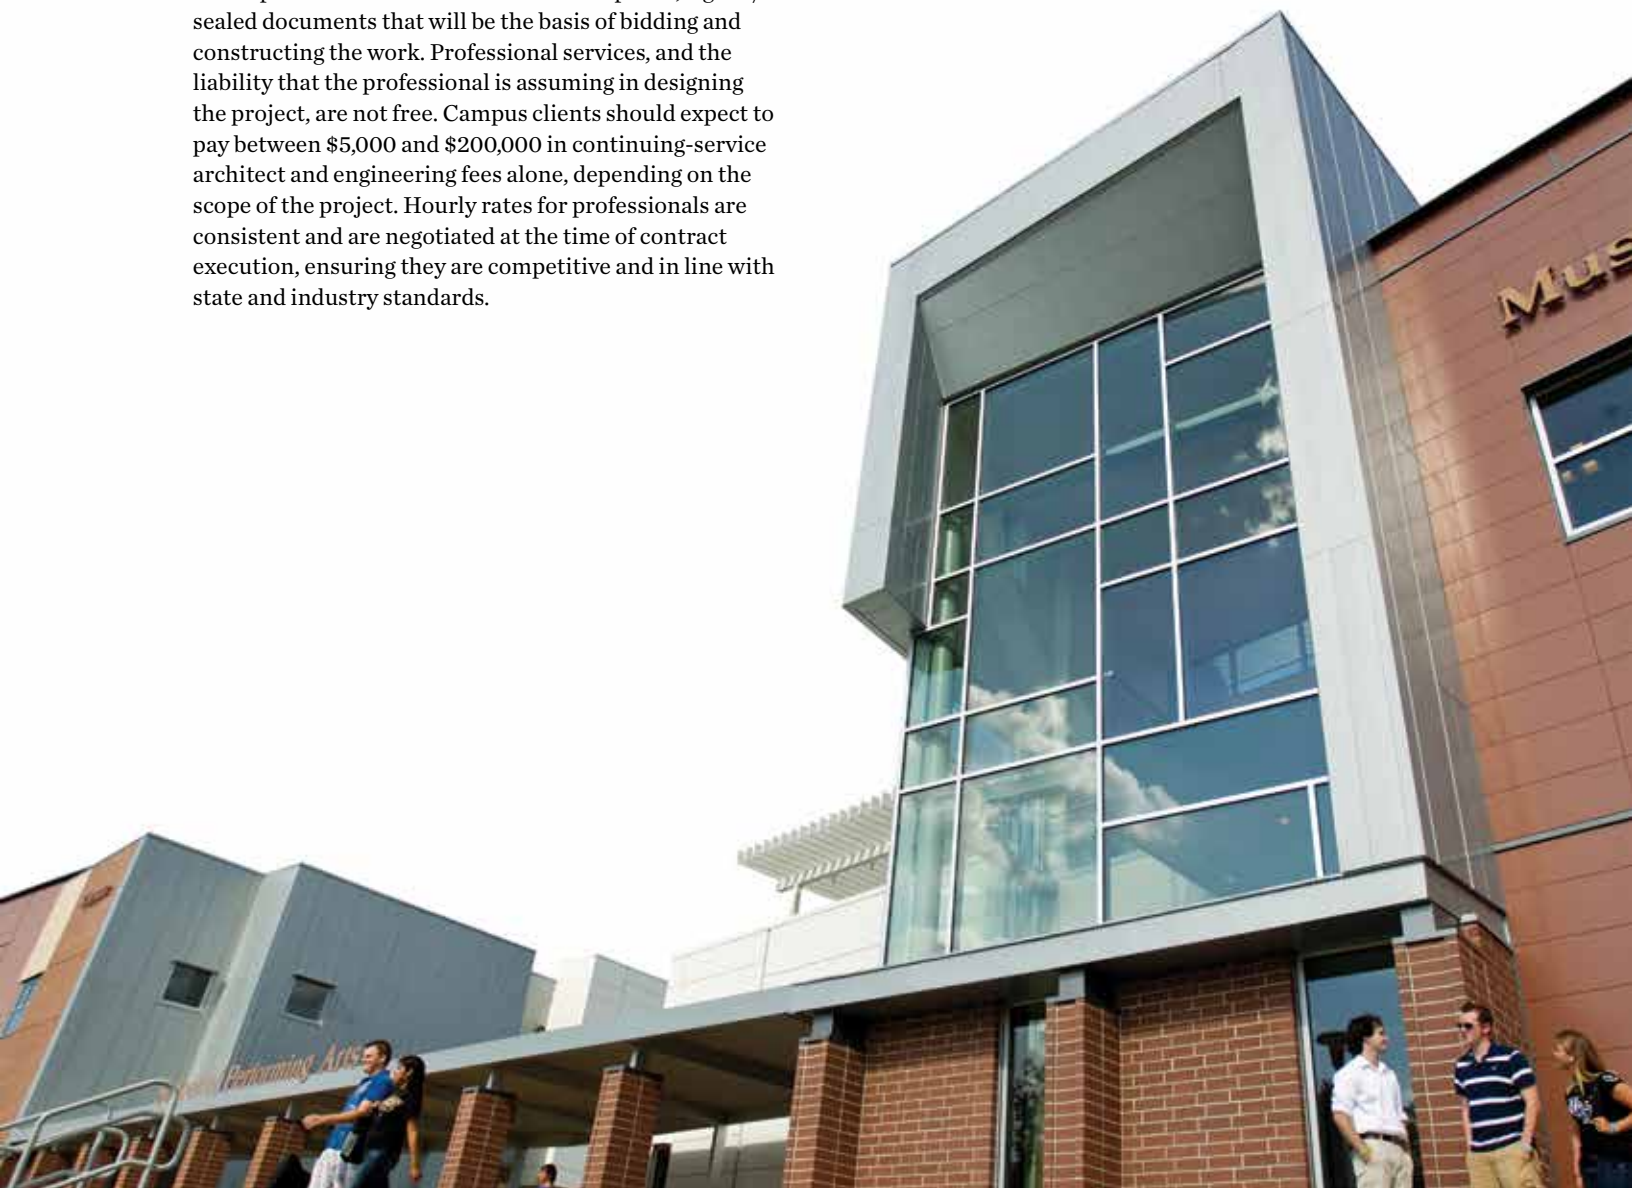 sealed documents that will be the basis of bidding and
constructing the work. Professional services, and the
liability that the professional is assuming in designing
the project, are not free. Campus clients should expect to
pay between $5,000 and $200,000 in continuing-service
architect and engineering fees alone, depending on the
scope of the project. Hourly rates for professionals are
consistent and are negotiated at the time of contract
execution, ensuring they are competitive and in line with
state and industry standards.
Mus
Performing Arts